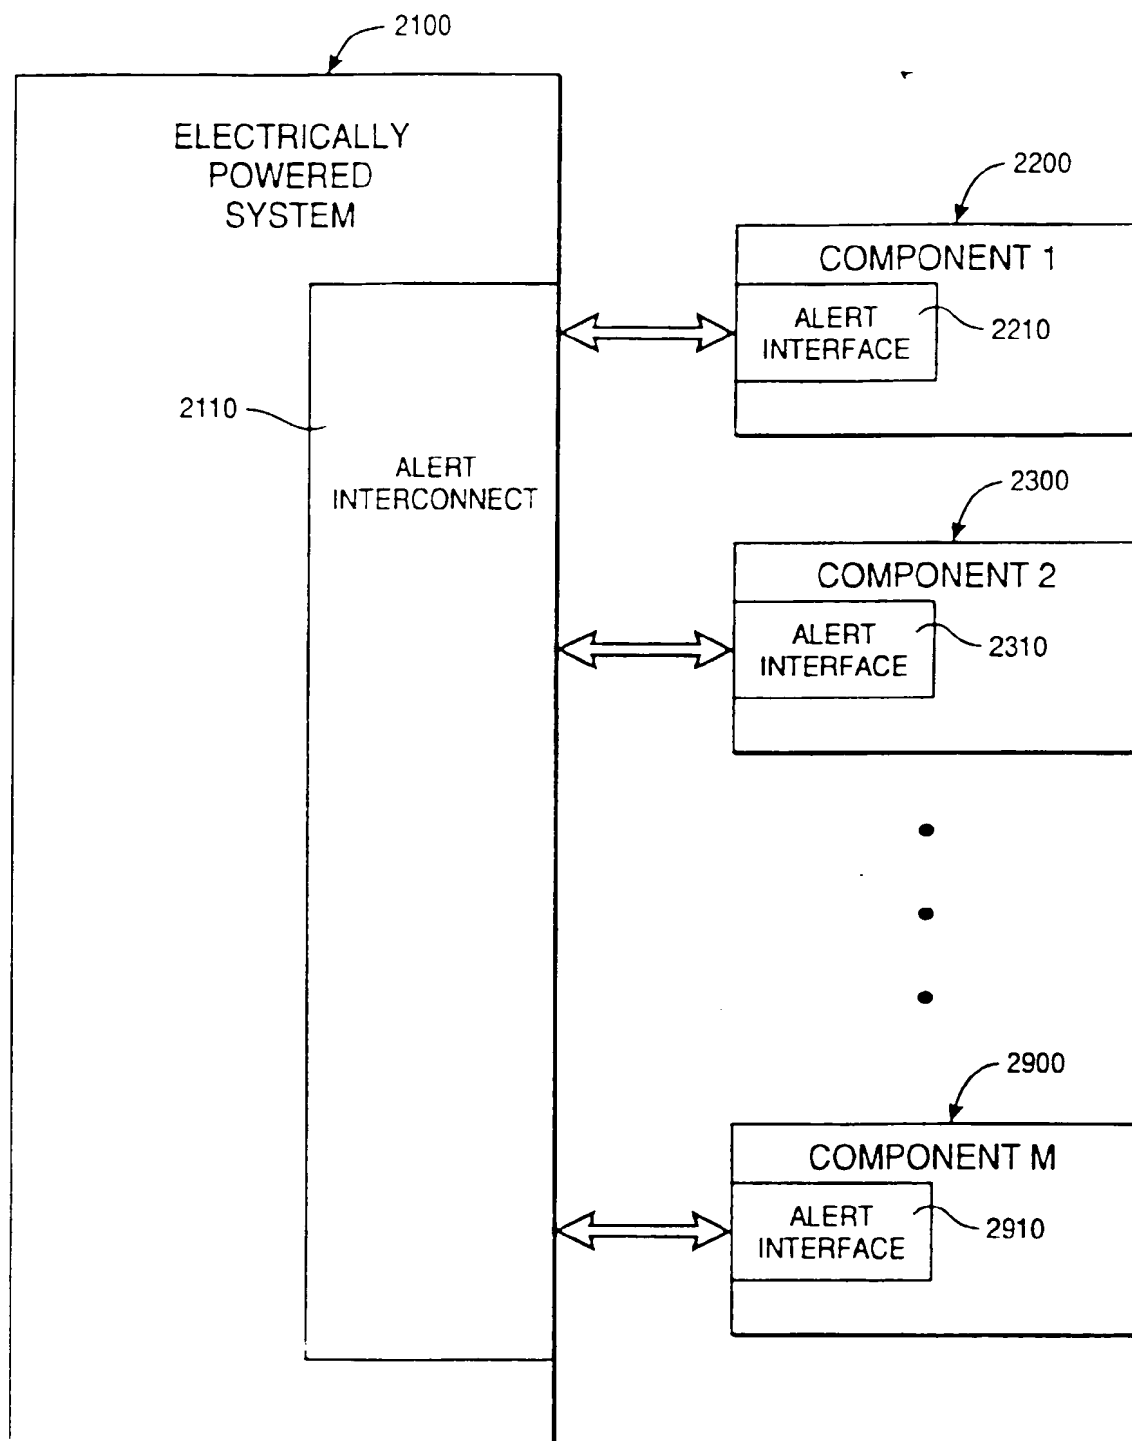 2100
ELECTRICALLY
POWERED
SYSTEM
2200
COMPONENT 1
ALERT
INTERFACE
2210
2110
ALERT
INTERCONNECT
2300
COMPONENT 2
ALERT
INTERFACE
2310
2900
COMPONENT M
ALERT
INTERFACE
2910